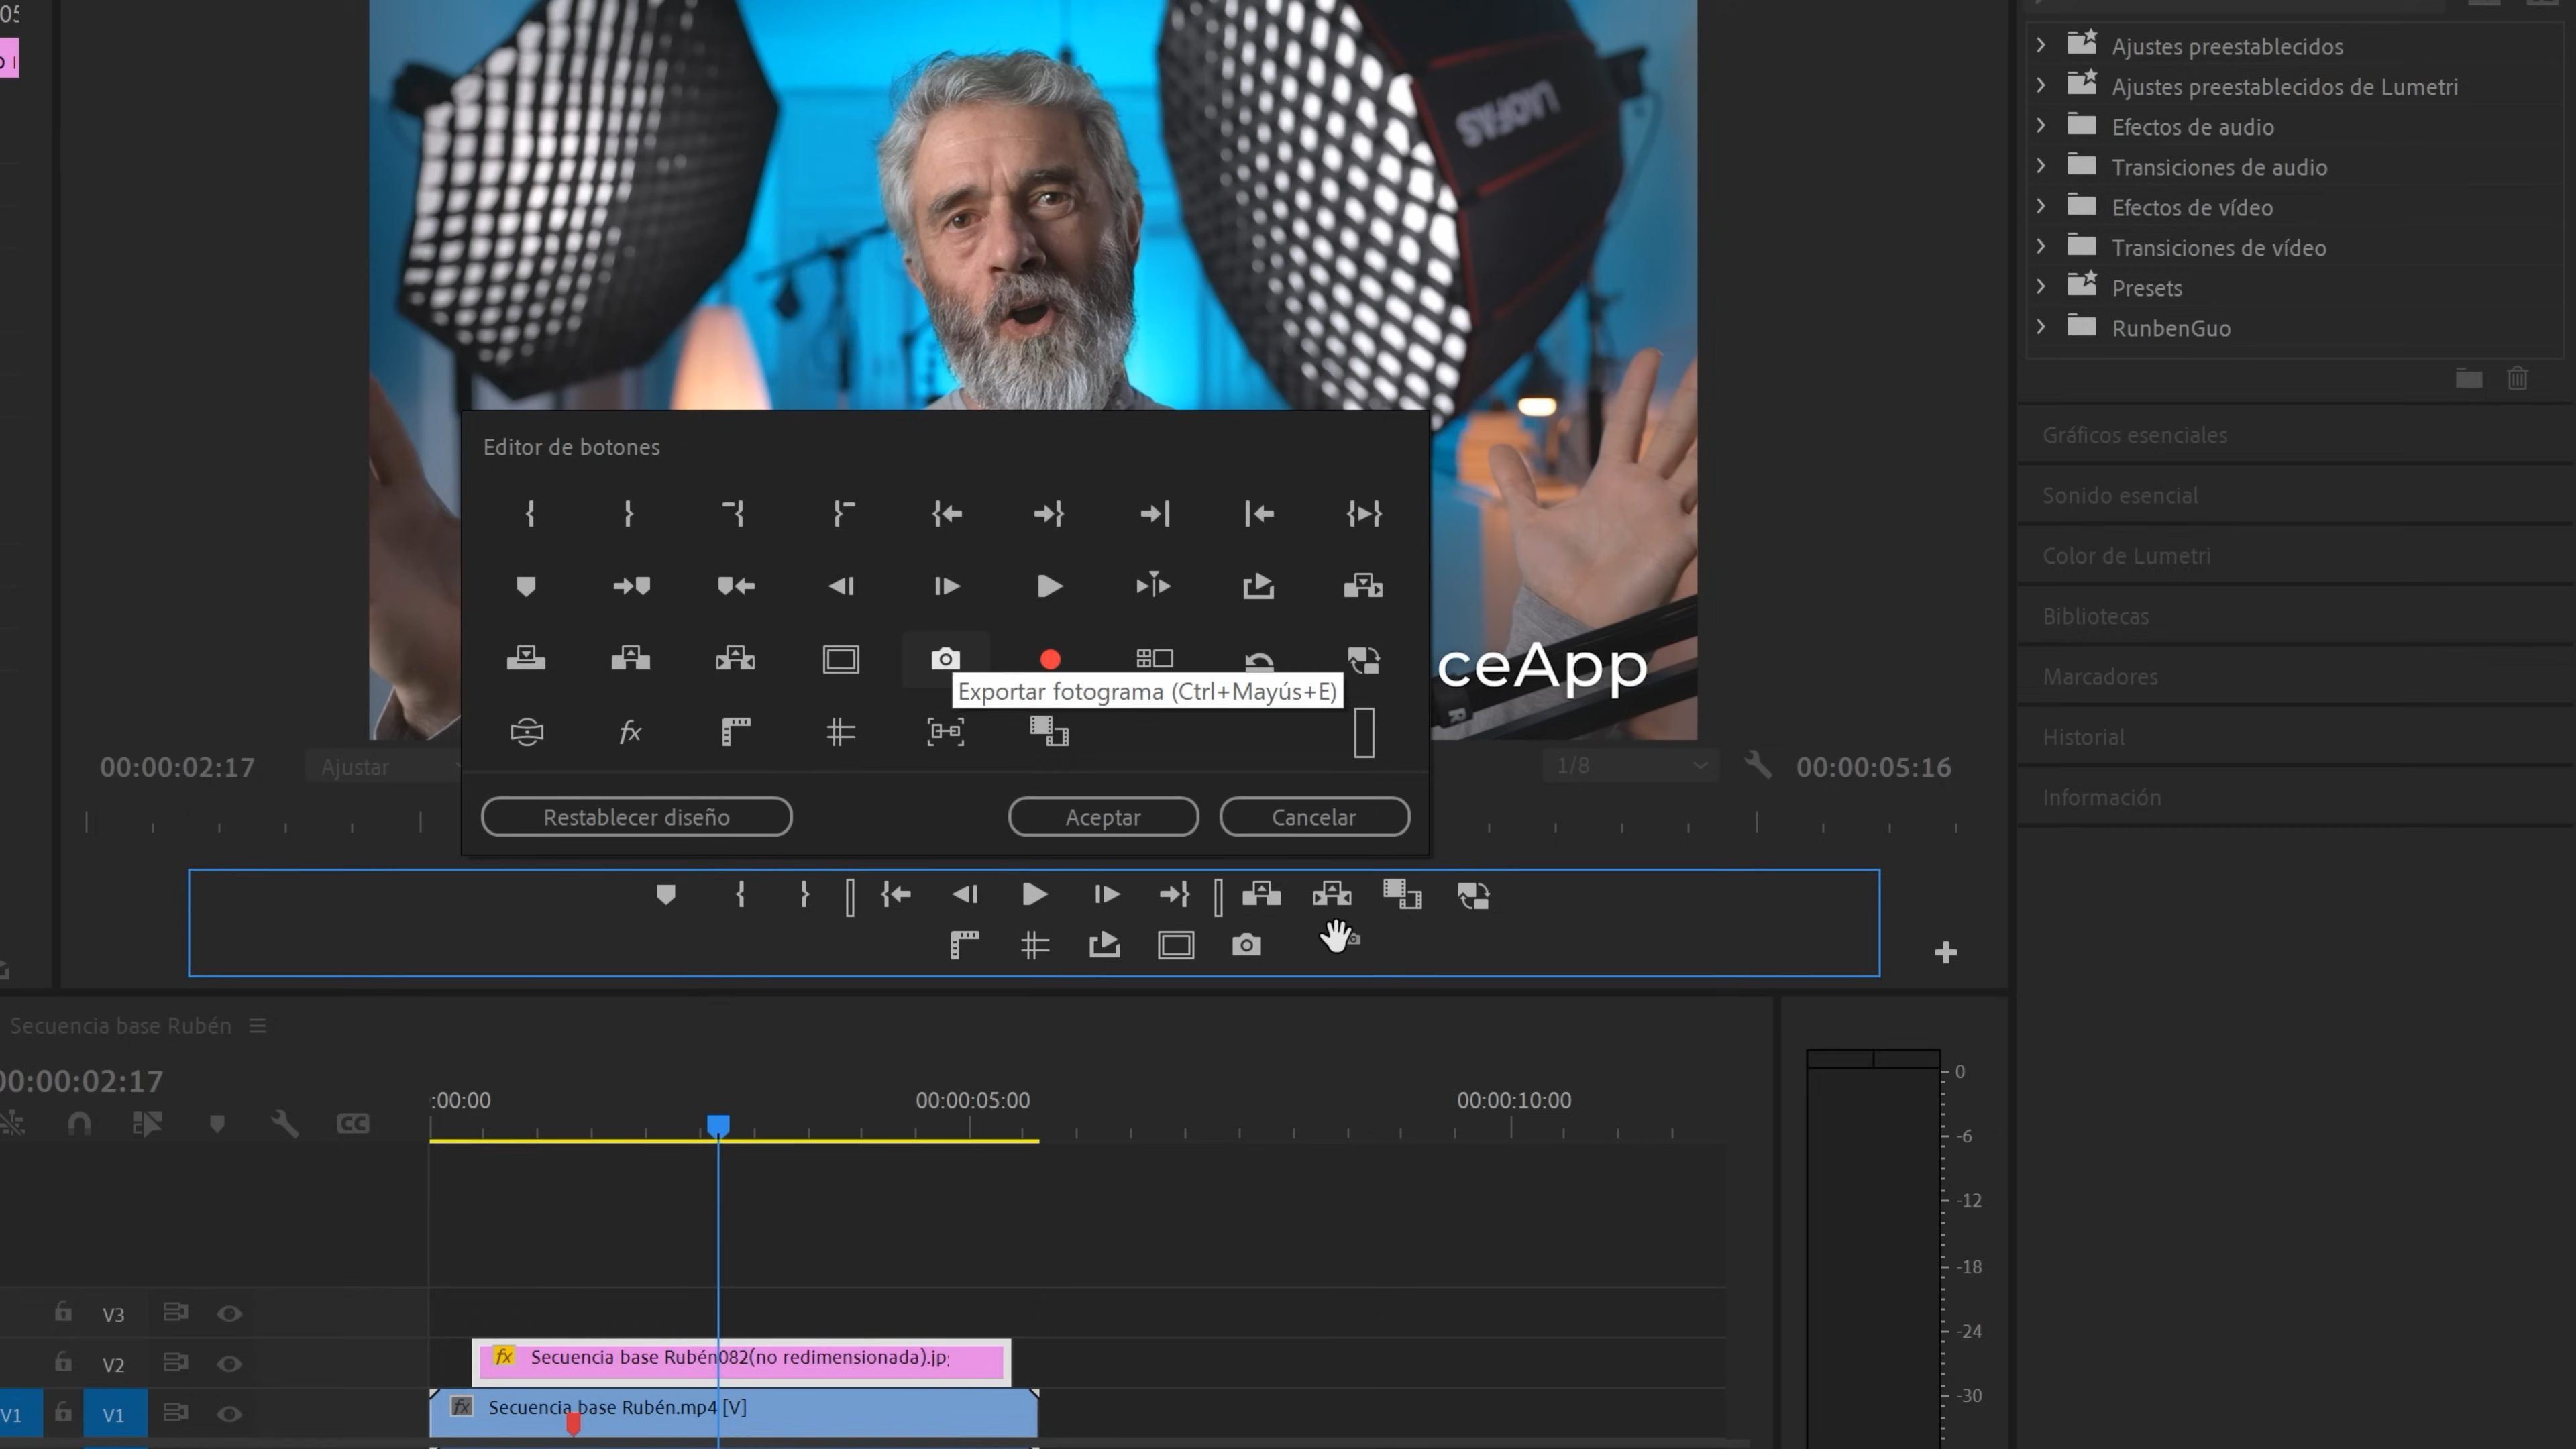 Ajustes preestablecidos
Ajustes preestablecidos de Lumetri
Efectos de audio
Transiciones de audio
Efectos de vídeo
Transiciones de vídeo
Presets
RunbenGuo
Gráficos esenciales
Sonido esencial
Color de Lumetri
Bibliotecas
Marcadores
Historial
Información
Editor de botones
fx
Exportar fotograma (Ctrl+Mayús+E)
ceApp
R
00:00:02:17
Ajustar
1/8
00:00:05:16
Restablecer diseño
Aceptar
Cancelar
Secuencia base Rubén
00:00:02:17
CC
:00:00
00:00:05:00
00:00:10:00
0
-6
-12
-18
-24
-30
V3
V2
fx Secuencia base Rubén082(no redimensionada).jp
V1
V1
fx Secuencia base Rubén.mp4 [V]